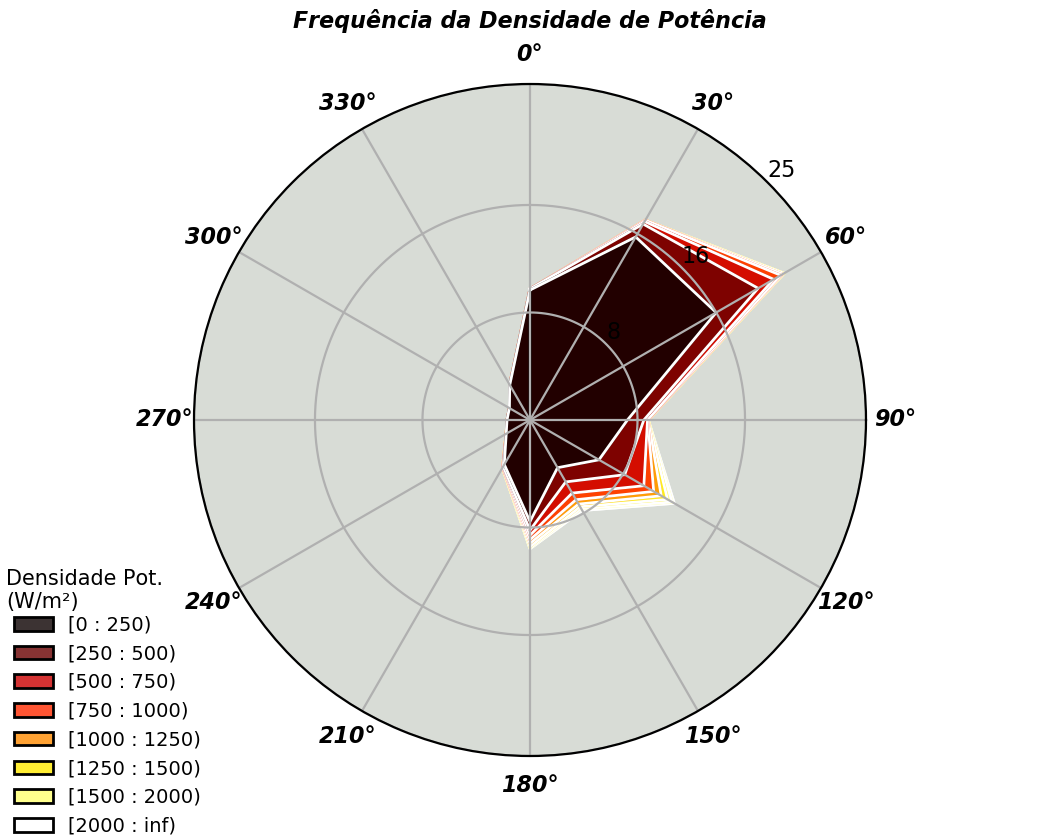 Frequência da Densidade de Potência
0°
330°
30°
25
300°
60°
16
8
270°
90°
240°
120°
210°
150°
180°
Densidade Pot.
(W/m²)
[0 : 250)
[250 : 500)
[500 : 750)
[750 : 1000)
[1000 : 1250)
[1250 : 1500)
[1500 : 2000)
[2000 : inf)